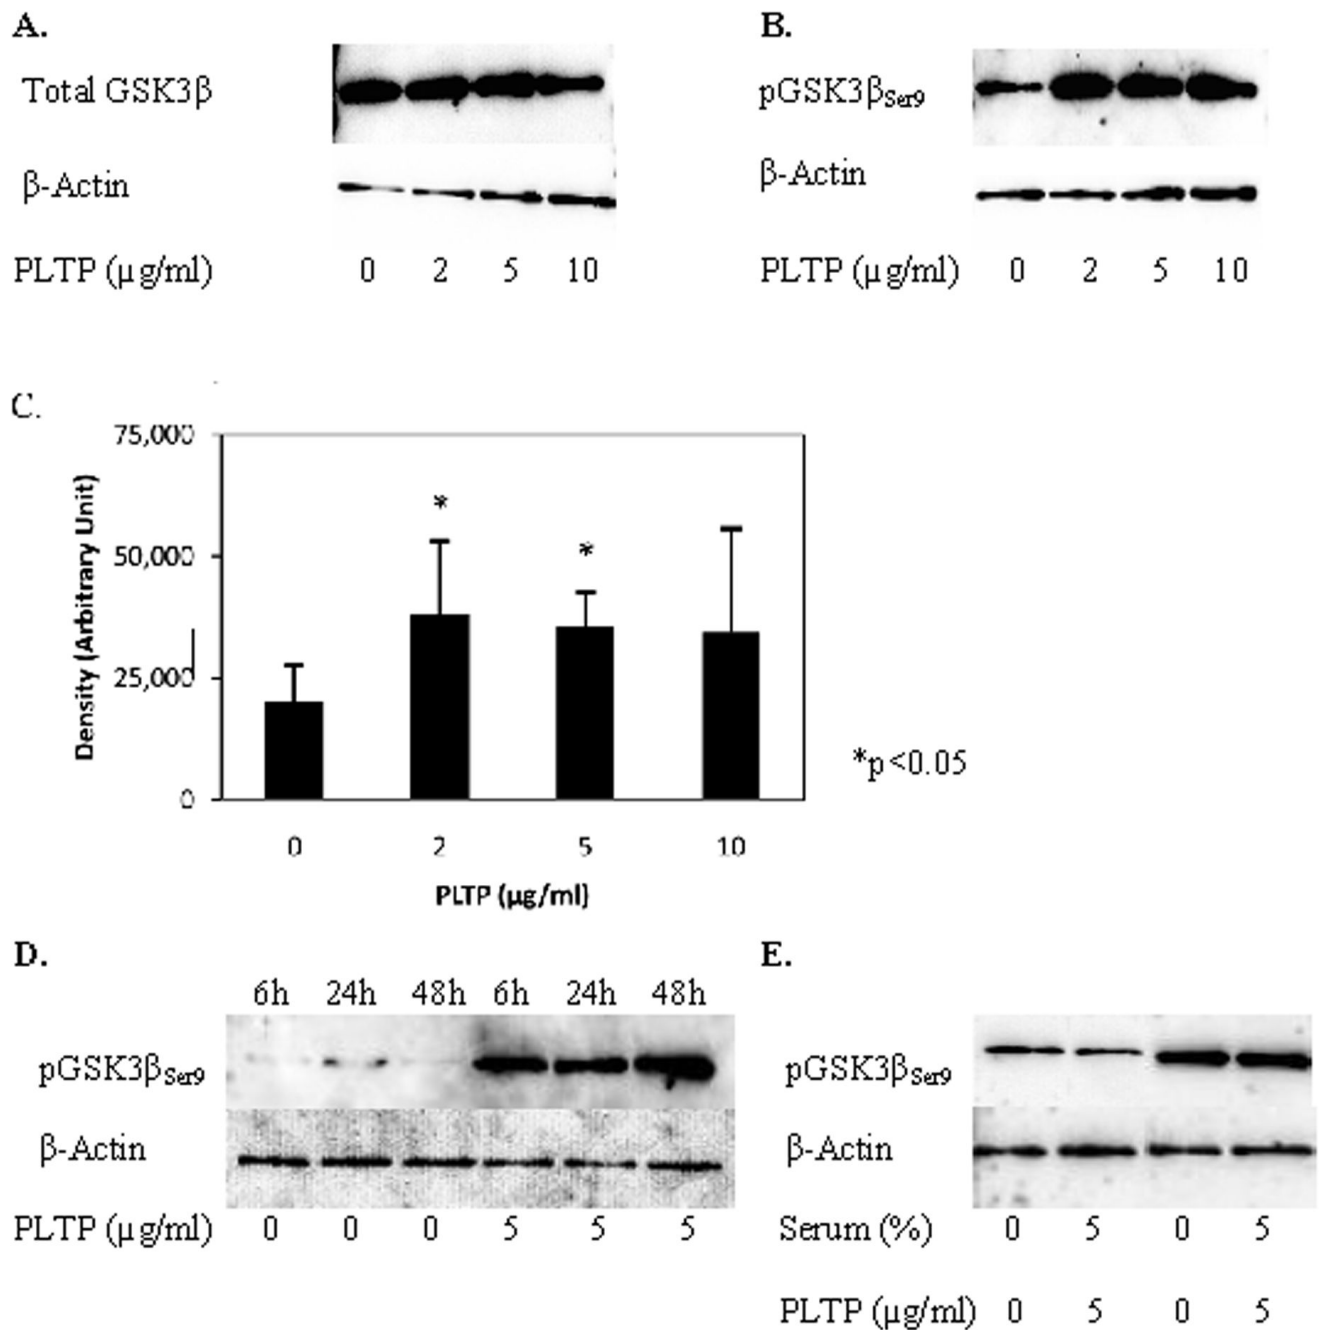 A.
Total GSK3β
β-Actin
PLTP (µg/ml) 0 2 5 10
B.
pGSK3βSer9
β-Actin
PLTP (µg/ml) 0 2 5 10
C.
75,000
50,000
25,000
0
Density (Arbitrary Unit)
* * 
*p<0.05
0 2 5 10
PLTP (µg/ml)
D.
6h 24h 48h 6h 24h 48h
pGSK3βSer9
β-Actin
PLTP (µg/ml) 0 0 0 5 5 5
E.
pGSK3βSer9
β-Actin
Serum (%) 0 5 0 5
PLTP (µg/ml) 0 5 0 5